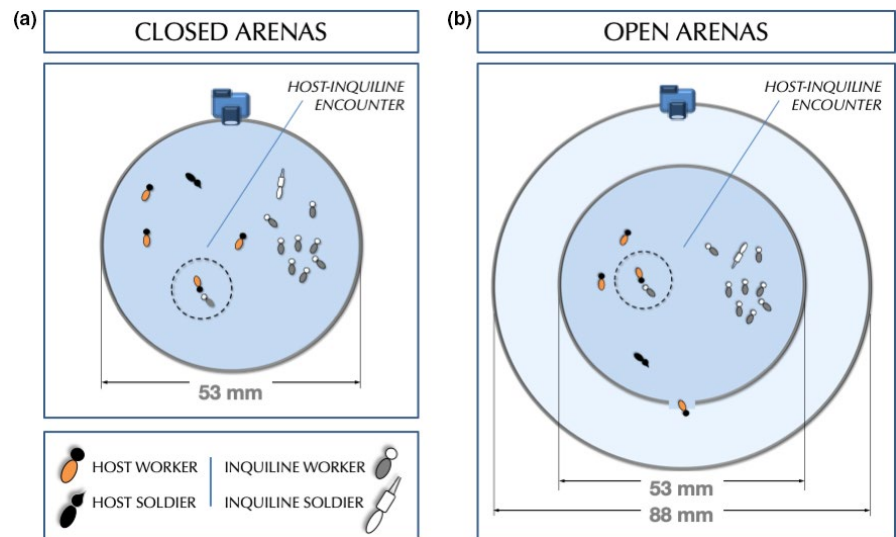 (a)
CLOSED ARENAS
HOST-INQUILINE
ENCOUNTER
53 mm
HOST WORKER
INQUILINE WORKER
HOST SOLDIER
INQUILINE SOLDIER
(b)
OPEN ARENAS
HOST-INQUILINE
ENCOUNTER
53 mm
88 mm